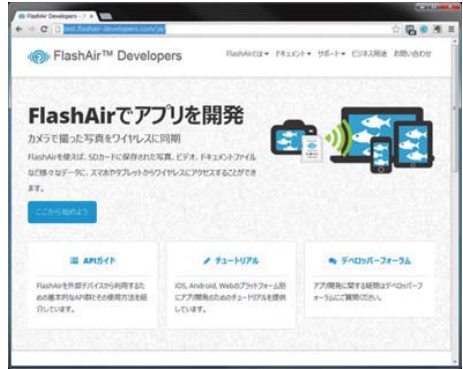 FlashAir Developers - ﾌ
test.flashair-developers.com/ja/
FlashAir™ Developers
FlashAirとは ドキュメント サポート ビジネス用途 お問い合わせ
FlashAirでアプリを開発
カメラで撮った写真をワイヤレスに同期
FlashAirを使えば、SDカードに保存された写真、ビデオ、ドキュメントファイル
など様々なデータに、スマホやタブレットからワイヤレスにアクセスすることができ
ます。
ここから始めよう
APIガイド
FlashAirを外部デバイスから利用するた
めの基本的なAPI群とその使用方法を紹
介しています。
チュートリアル
iOS, Android, Webのプラットフォーム別
にアプリ開発のためのチュートリアルを提供
しています。
デベロッパーフォーラム
アプリ開発に関する疑問はデベロッパーフ
ォーラムにご質問ください。